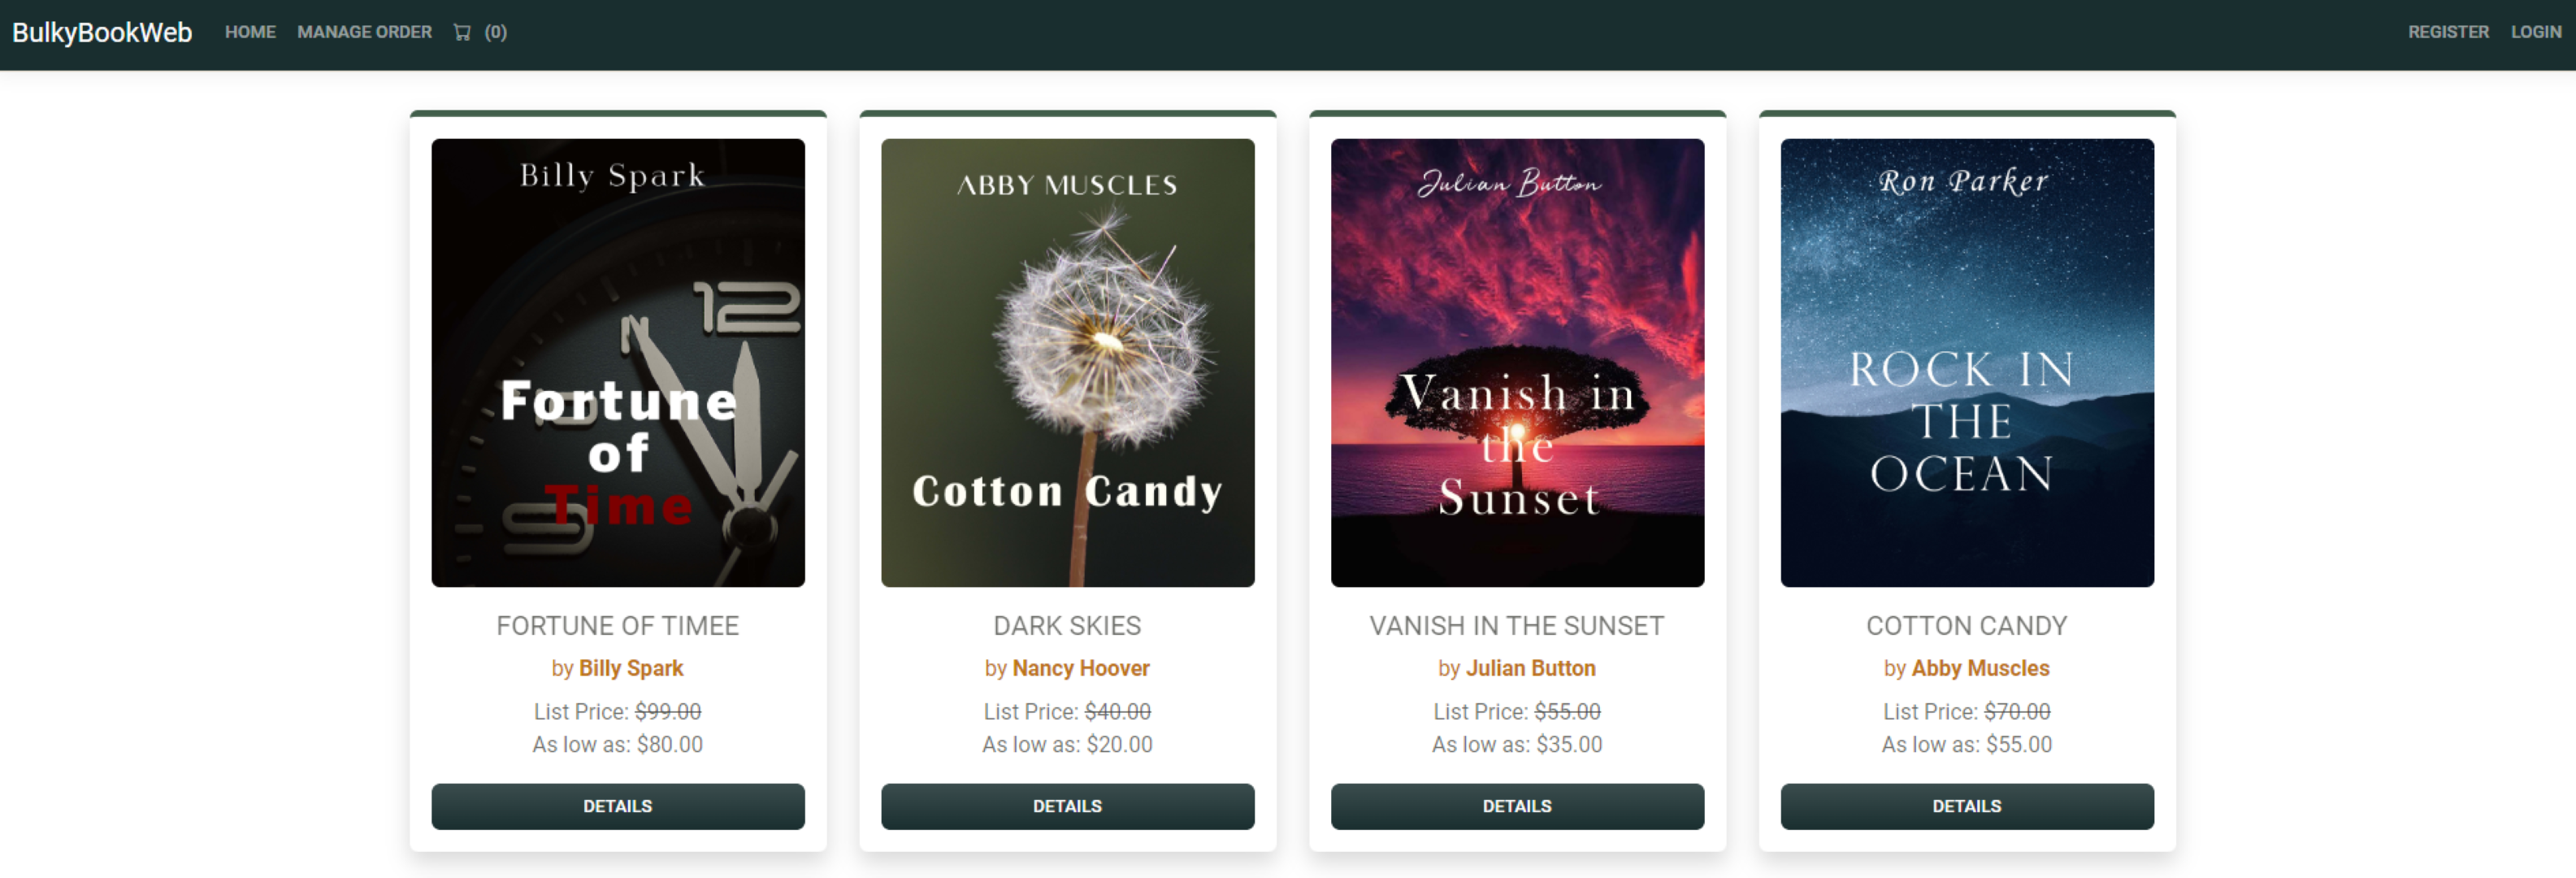 BulkyBookWeb HOME MANAGE ORDER (0) REGISTER LOGIN
Billy Spark
12
Fortune
of
Time
9
FORTUNE OF TIMEE
by Billy Spark
List Price: $99.00
As low as: $80.00
DETAILS
ABBY MUSCLES
Cotton Candy
DARK SKIES
by Nancy Hoover
List Price: $40.00
As low as: $20.00
DETAILS
Julian Button
Vanish in
the
Sunset
VANISH IN THE SUNSET
by Julian Button
List Price: $55.00
As low as: $35.00
DETAILS
Ron Parker
ROCK IN
THE
OCEAN
COTTON CANDY
by Abby Muscles
List Price: $70.00
As low as: $55.00
DETAILS